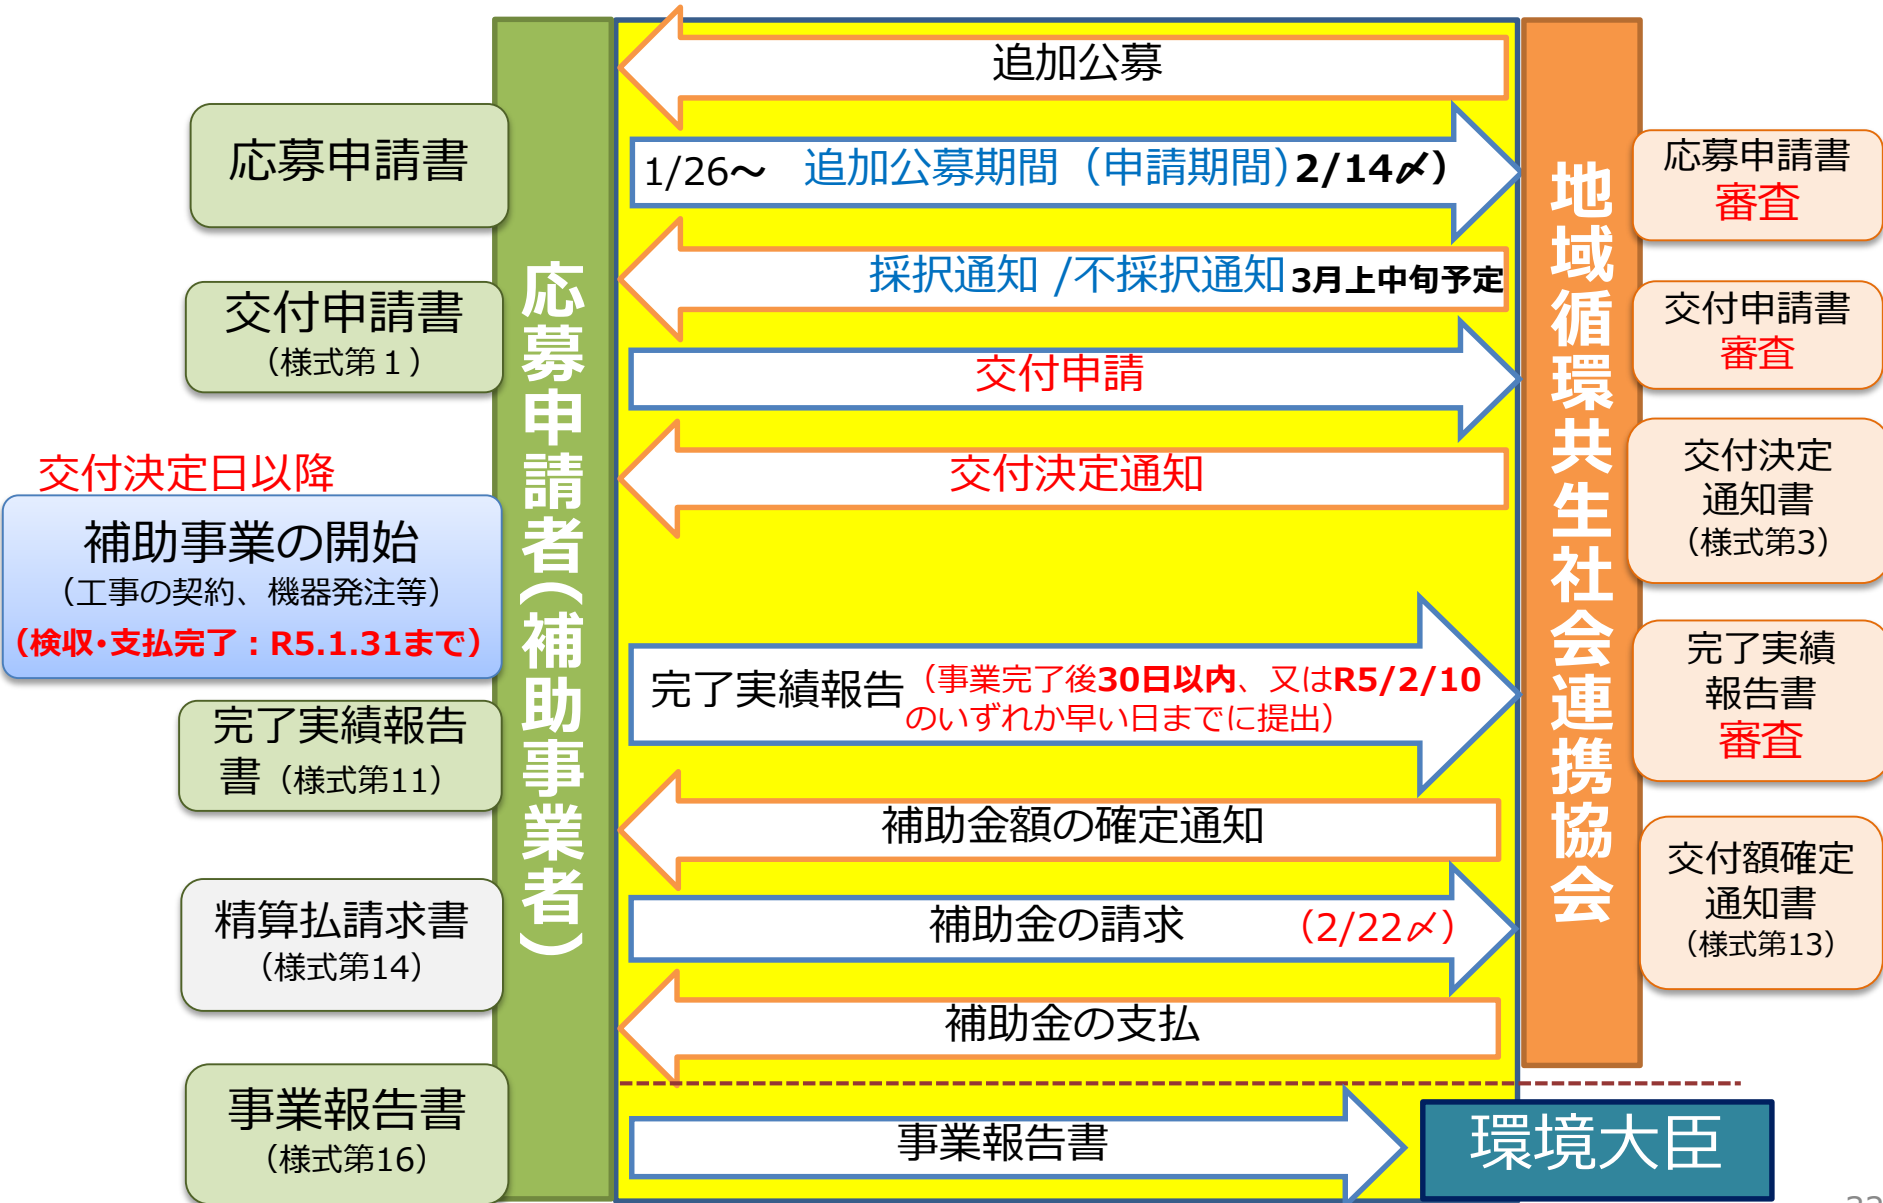 追加公募
応募申請書
1/26～ 追加公募期間（申請期間）2/14〆）
応募申請書
審査
採択通知 /不採択通知 3月上中旬予定
交付申請書
（様式第１）
交付申請
交付申請書
審査
交付決定通知
交付決定
通知書
（様式第3）
交付決定日以降
補助事業の開始
（工事の契約、機器発注等）
（検収・支払完了：R5.1.31まで）
応募申請者（補助事業者）
地域循環共生社会連携協会
完了実績報告（事業完了後30日以内、又はR5/2/10
のいずれか早い日までに提出）
完了実績報告
書（様式第11）
完了実績
報告書
審査
補助金額の確定通知
交付額確定
通知書
（様式第13）
精算払請求書
（様式第14）
補助金の請求 （2/22〆）
補助金の支払
事業報告書
（様式第16）
事業報告書
環境大臣